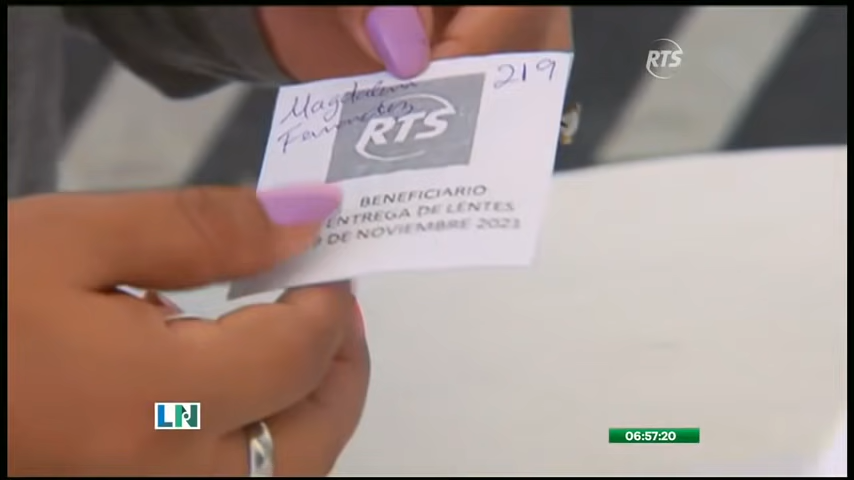 RTS
Magdalena
219
RTS
BENEFICIARIO
ENTREGA DE LENTES
DE NOVIEMBRE 2021
LN
06:57:20